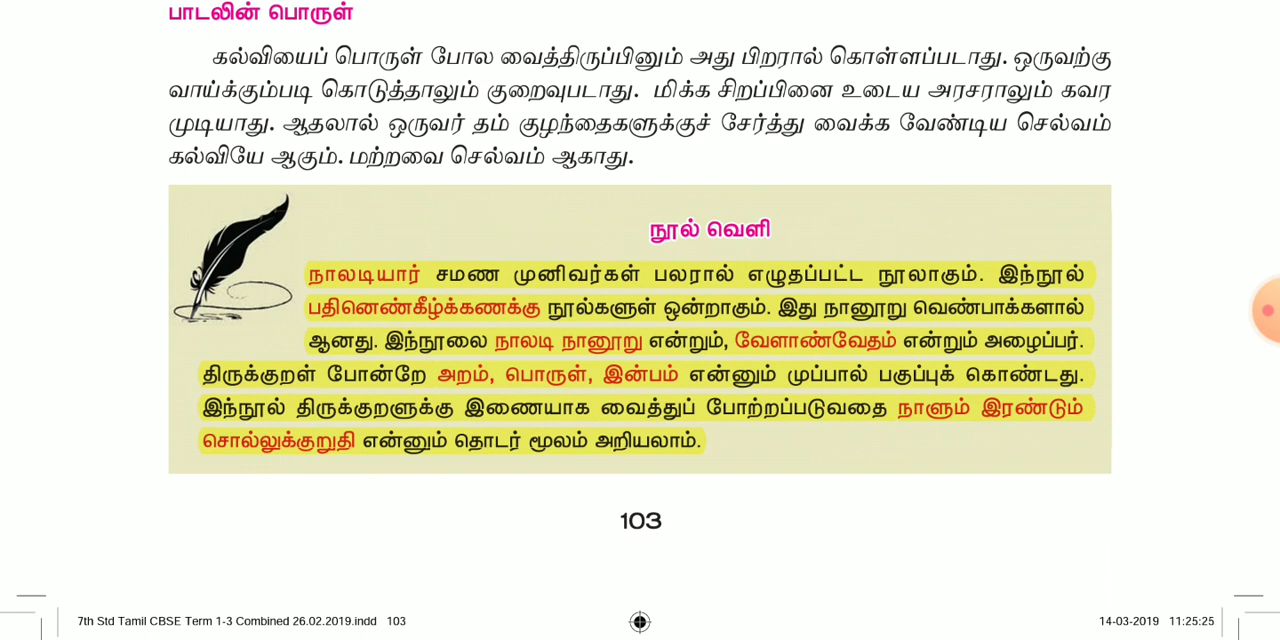 பாடலின் பொருள்
கல்வியைப் பொருள் போல வைத்திருப்பினும் அது பிறரால் கொள்ளப்படாது. ஒருவற்கு
வாய்க்கும்படி கொடுத்தாலும் குறைவுபடாது. மிக்க சிறப்பினை உடைய அரசராலும் கவர
முடியாது. ஆதலால் ஒருவர் தம் குழந்தைகளுக்குச் சேர்த்து வைக்க வேண்டிய செல்வம்
கல்வியே ஆகும். மற்றவை செல்வம் ஆகாது.
நூல் வெளி
நாலடியார் சமண முனிவர்கள் பலரால் எழுதப்பட்ட நூலாகும். இந்நூல்
பதினெண்கீழ்க்கணக்கு நூல்களுள் ஒன்றாகும். இது நானூறு வெண்பாக்களால்
ஆனது. இந்நூலை நாலடி நானூறு என்றும், வேளாண்வேதம் என்றும் அழைப்பர்.
திருக்குறள் போன்றே அறம், பொருள், இன்பம் என்னும் முப்பால் பகுப்புக் கொண்டது.
இந்நூல் திருக்குறளுக்கு இணையாக வைத்துப் போற்றப்படுவதை நாளும் இரண்டும்
சொல்லுக்குறுதி என்னும் தொடர் மூலம் அறியலாம்.
103
7th Std Tamil CBSE Term 1-3 Combined 26.02.2019.indd 103
14-03-2019 11:25:25